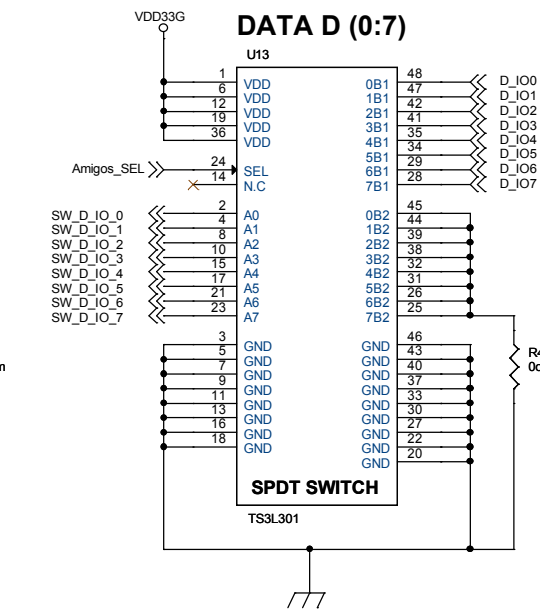 VDD33G
DATA D (0:7)
U13
1 VDD 0B1 48 D_IO0
6 VDD 1B1 47 D_IO1
12 VDD 2B1 42 D_IO2
19 VDD 3B1 41 D_IO3
36 VDD 4B1 35 D_IO4
5B1 34 D_IO5
Amigos_SEL 24 SEL 6B1 29 D_IO6
14 N.C 7B1 28 D_IO7
SW_D_IO_0 2 A0 0B2 45
SW_D_IO_1 4 A1 1B2 44
SW_D_IO_2 8 A2 2B2 39
SW_D_IO_3 10 A3 3B2 38
SW_D_IO_4 15 A4 4B2 32
SW_D_IO_5 17 A5 5B2 31
SW_D_IO_6 21 A6 6B2 26
SW_D_IO_7 23 A7 7B2 25
3 GND GND 46
5 GND GND 43
7 GND GND 40
9 GND GND 37
11 GND GND 33
13 GND GND 30
16 GND GND 27
18 GND GND 22
GND 20
SPDT SWITCH
TS3L301